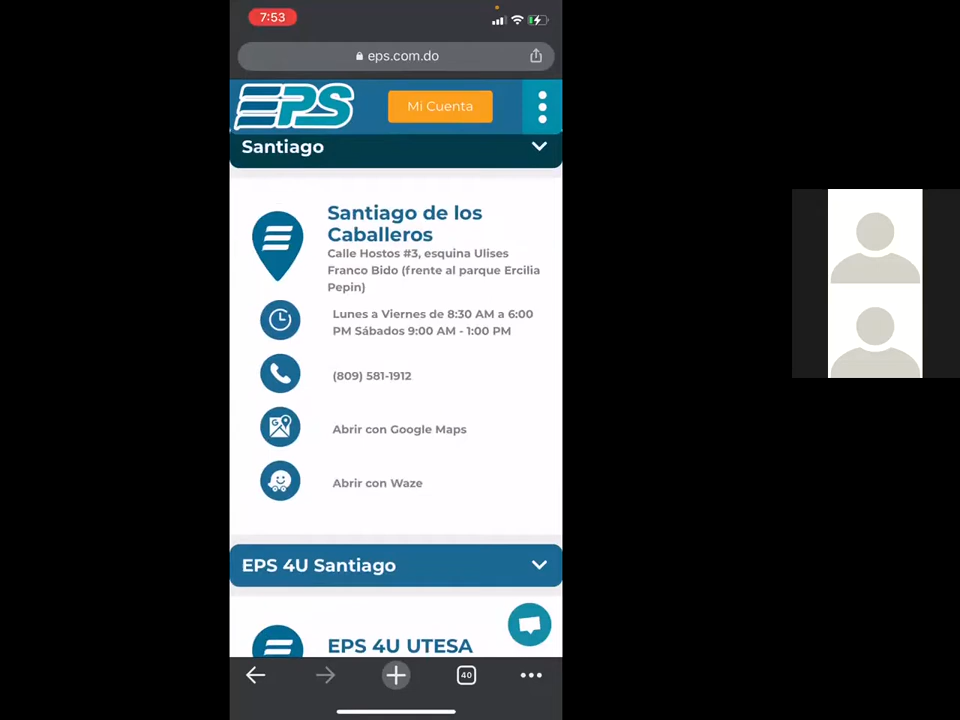 7:53
eps.com.do
EPS
Mi Cuenta
Santiago
Santiago de los
Caballeros
Calle Hostos #3, esquina Ulises
Franco Bido (frente al parque Ercilia
Pepin)
Lunes a Viernes de 8:30 AM a 6:00
PM Sábados 9:00 AM - 1:00 PM
(809) 581-1912
Abrir con Google Maps
Abrir con Waze
EPS 4U Santiago
EPS 4U UTESA
40